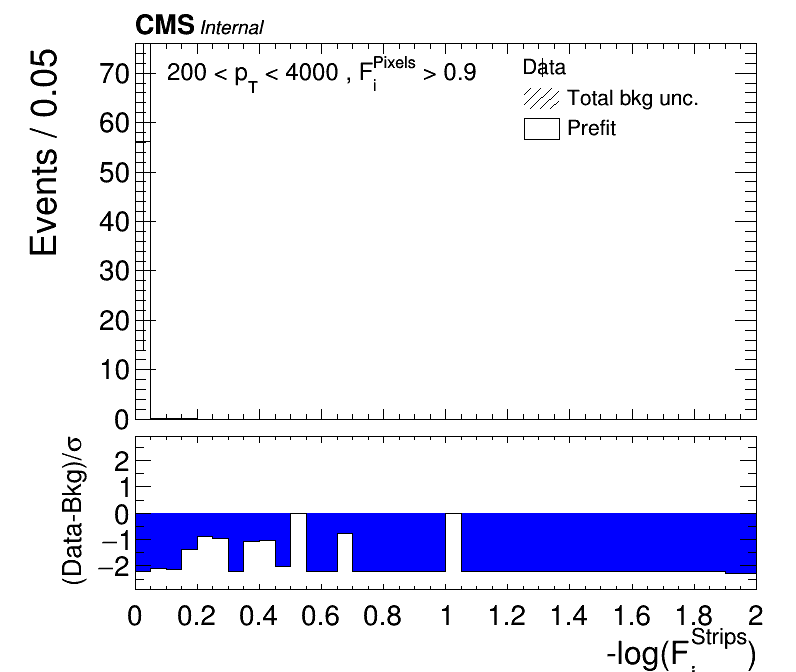 CMS Internal
200 < p_T < 4000 , F_i^Pixels > 0.9
Data
Total bkg unc.
Prefit
Events / 0.05
70
60
50
40
30
20
10
0
(Data-Bkg)/σ
2
1
0
−1
−2
0 0.2 0.4 0.6 0.8 1 1.2 1.4 1.6 1.8 2
-log(F_i^Strips)